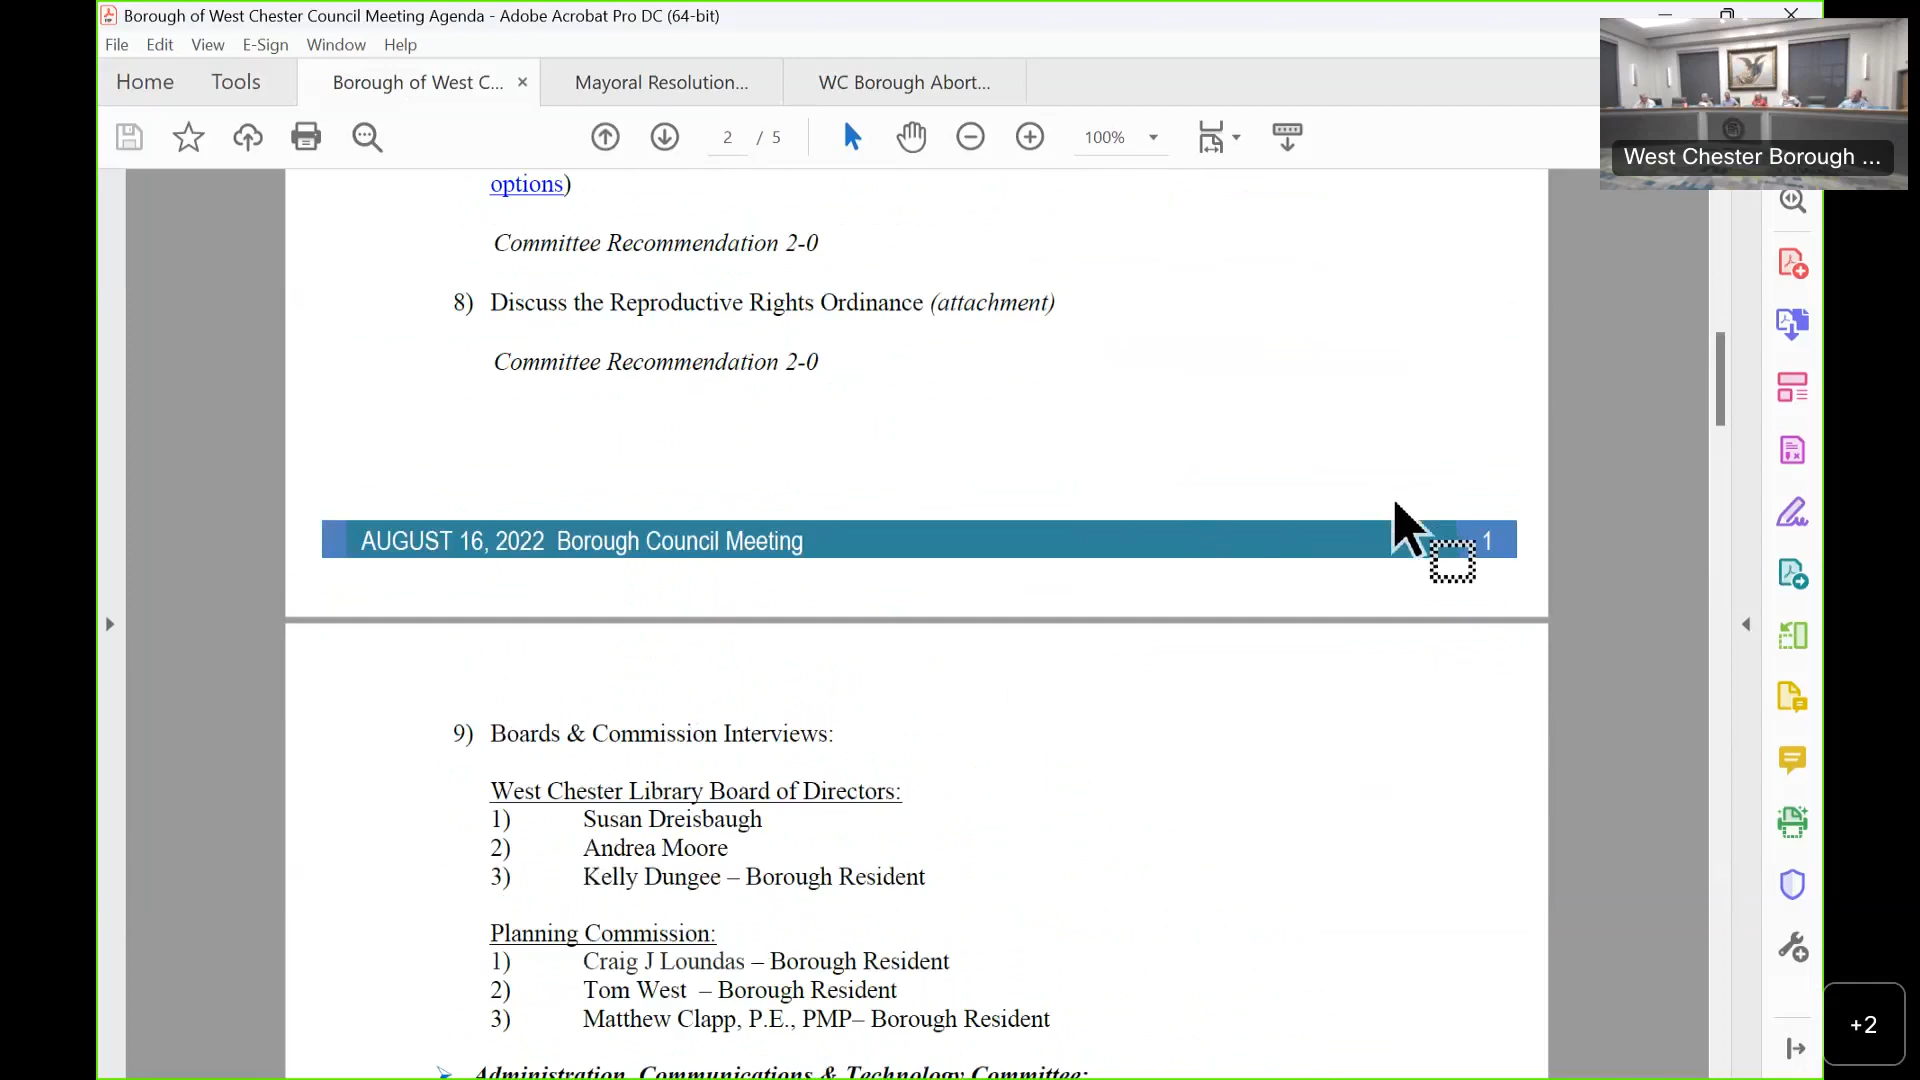 Borough of West Chester Council Meeting Agenda - Adobe Acrobat Pro DC (64-bit)
File Edit View E-Sign Window Help
Home Tools Borough of West C... × Mayoral Resolution... WC Borough Abort...
2 / 5 100%
West Chester Borough ...
options)
Committee Recommendation 2-0
8) Discuss the Reproductive Rights Ordinance (attachment)
Committee Recommendation 2-0
AUGUST 16, 2022 Borough Council Meeting 1
9) Boards & Commission Interviews:
West Chester Library Board of Directors:
1) Susan Dreisbaugh
2) Andrea Moore
3) Kelly Dungee – Borough Resident
Planning Commission:
1) Craig J Loundas – Borough Resident
2) Tom West – Borough Resident
3) Matthew Clapp, P.E., PMP– Borough Resident
Administration, Communications & Technology Committee:
+2